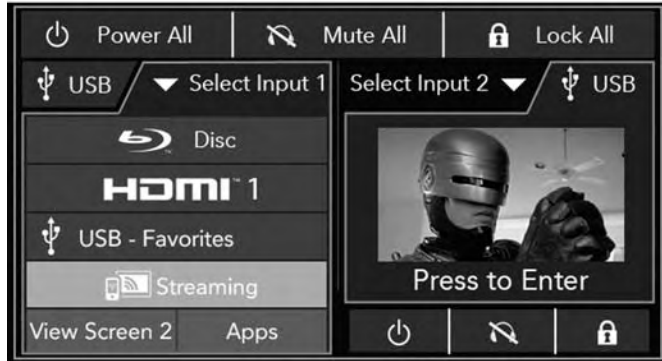 Power All Mute All Lock All
USB Select Input 1 Select Input 2 USB
Disc
HDMI™ 1
USB - Favorites
Streaming
Press to Enter
View Screen 2 Apps